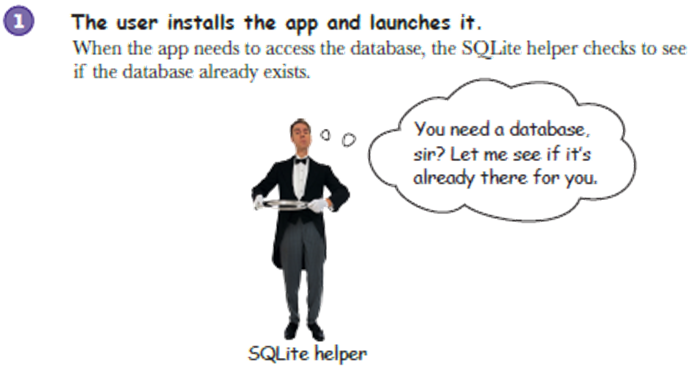 1 The user installs the app and launches it.
When the app needs to access the database, the SQLite helper checks to see
if the database already exists.
You need a database,
sir? Let me see if it's
already there for you.
SQLite helper